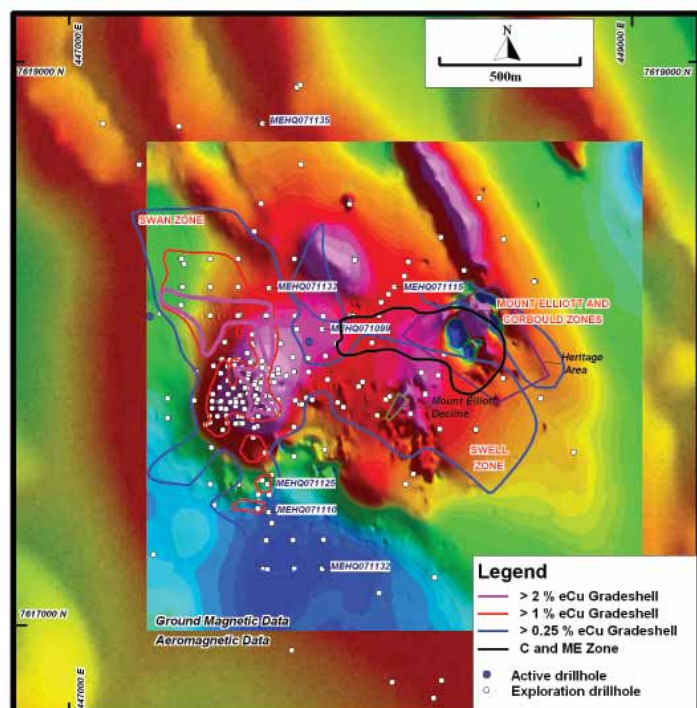 447000 E
449000 E
N
500m
7619000 N
7619000 N
MEHQ071135
SWAN ZONE
MEHQ071133
MEHQ071115
MOUNT ELLIOTT AND
CORBOULD ZONES
MEHQ071099
Heritage
Area
Mount Elliott
Decline
SWELL
ZONE
MEHQ071125
MEHQ071110
MEHQ071132
Legend
> 2 % eCu Gradeshell
> 1 % eCu Gradeshell
> 0.25 % eCu Gradeshell
C and ME Zone
Active drillhole
Exploration drillhole
7617000 N
Ground Magnetic Data
Aeromagnetic Data
447000 E